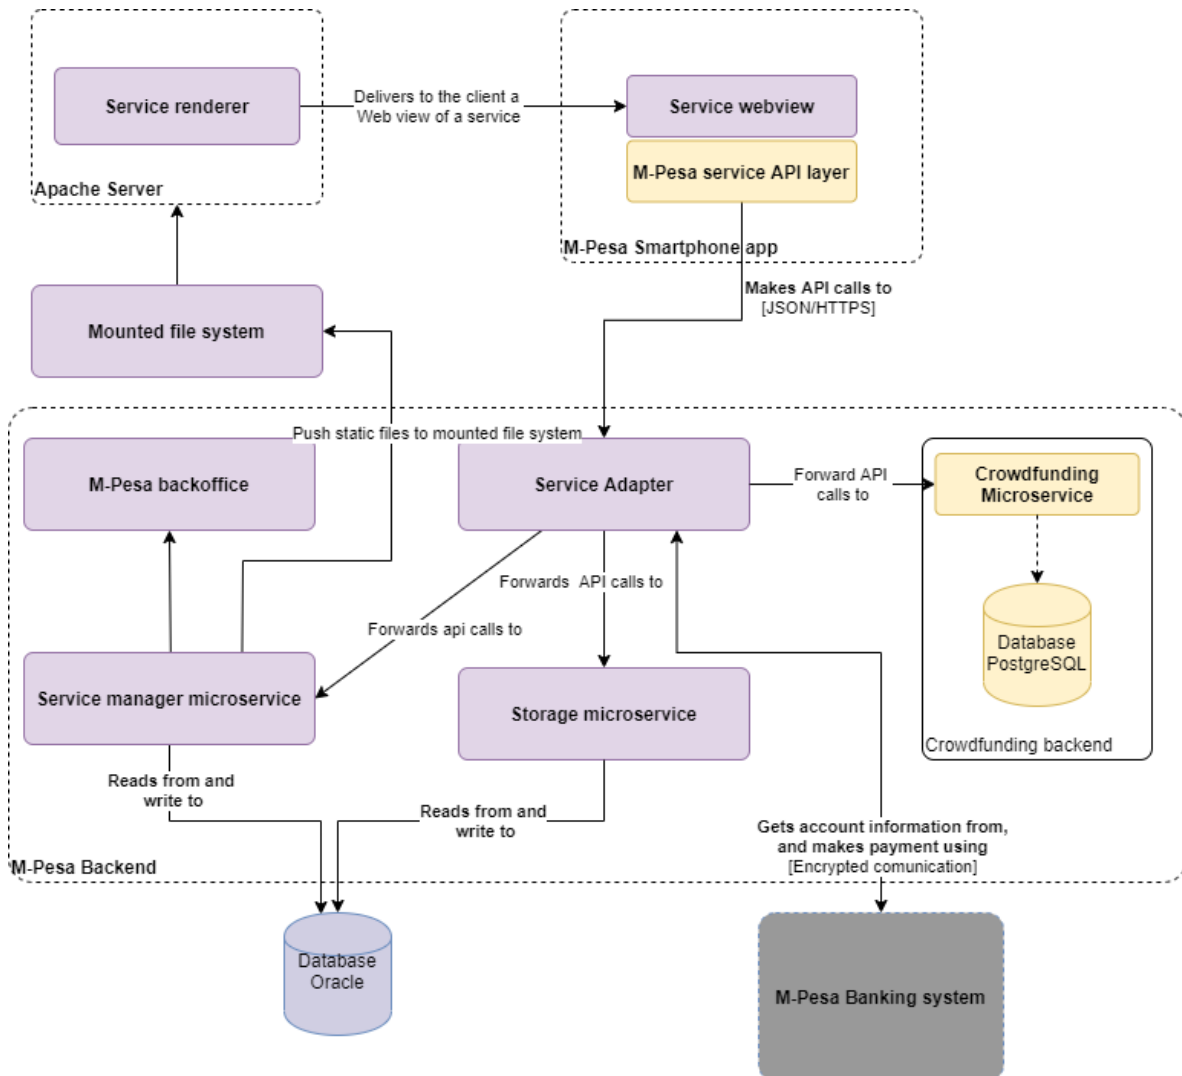 Service renderer
Delivers to the client a
Web view of a service
Service webview
M-Pesa service API layer
Apache Server
M-Pesa Smartphone app
Makes API calls to
[JSON/HTTPS]
Mounted file system
Push static files to mounted file system
M-Pesa backoffice
Service Adapter
Forward API
calls to
Crowdfunding
Microservice
Forwards  API calls to
Forwards api calls to
Database
PostgreSQL
Service manager microservice
Storage microservice
Crowdfunding backend
Reads from and
write to
Reads from and
write to
Gets account information from,
and makes payment using
[Encrypted comunication]
M-Pesa Backend
Database
Oracle
M-Pesa Banking system